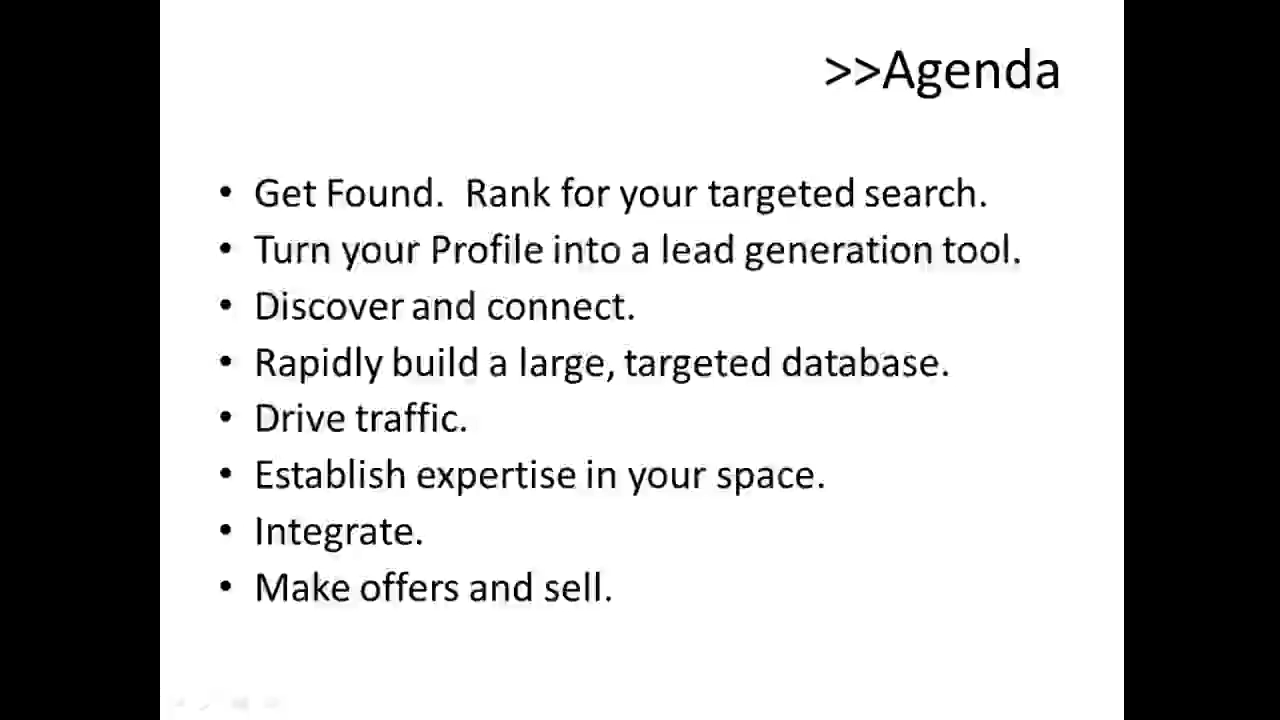 >>Agenda
• Get Found.  Rank for your targeted search.
• Turn your Profile into a lead generation tool.
• Discover and connect.
• Rapidly build a large, targeted database.
• Drive traffic.
• Establish expertise in your space.
• Integrate.
• Make offers and sell.